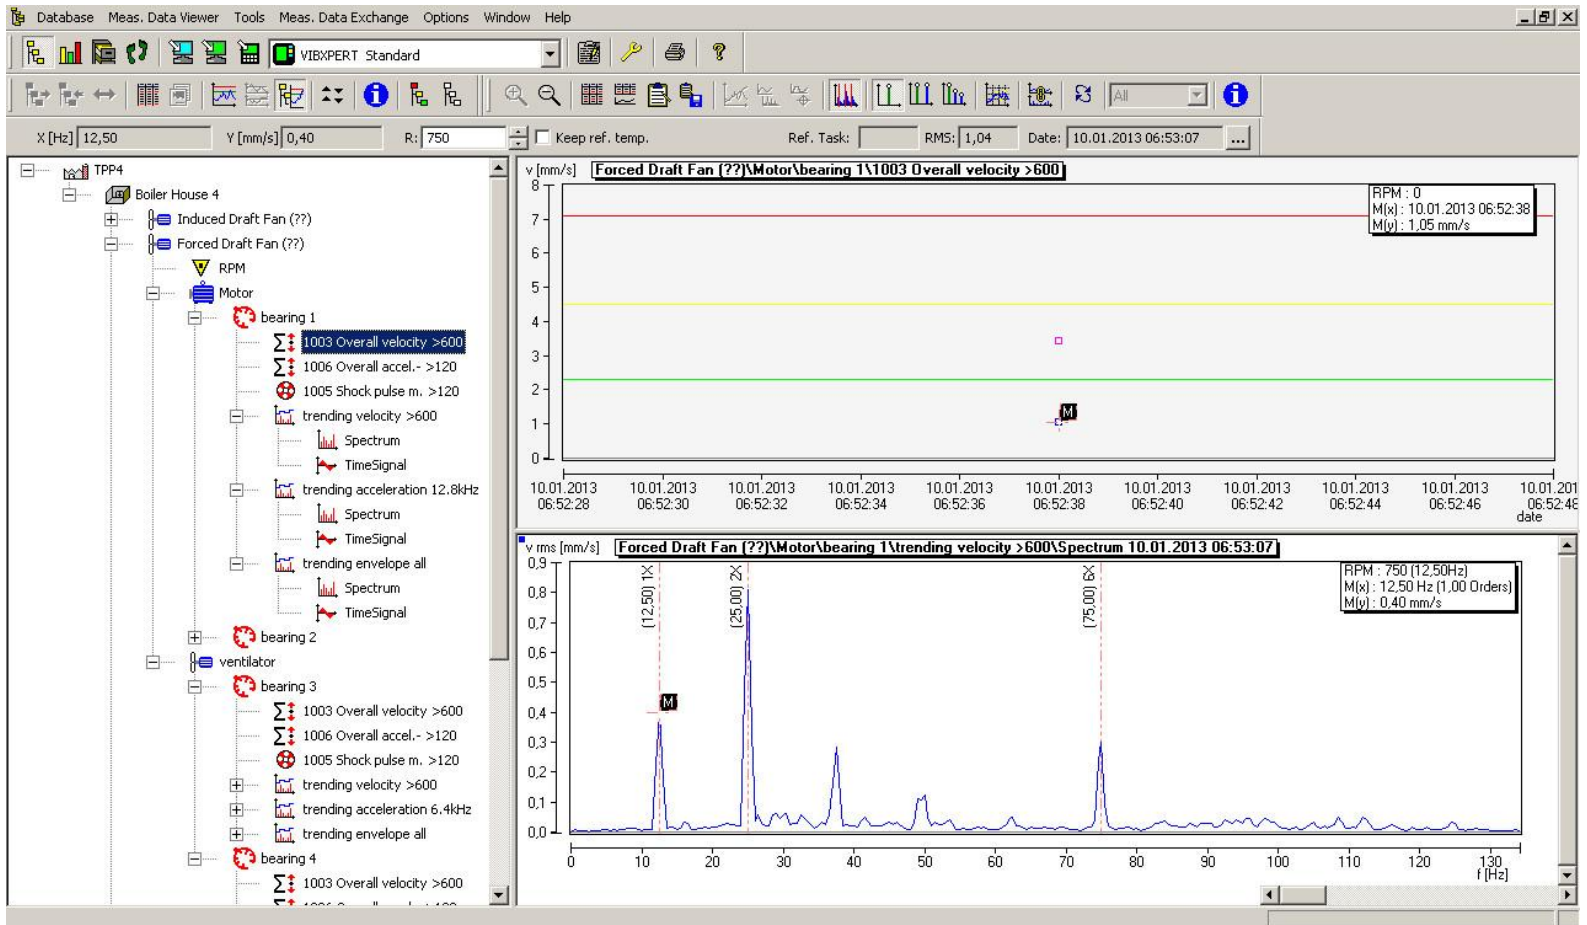 Database Meas. Data Viewer Tools Meas. Data Exchange Options Window Help
VIBXPERT Standard
All
X [Hz] 12,50 Y [mm/s] 0,40 R: 750 Keep ref. temp. Ref. Task: RMS: 1,04 Date: 10.01.2013 06:53:07 ...
TPP4
Boiler House 4
Induced Draft Fan (??)
Forced Draft Fan (??)
RPM
Motor
bearing 1
1003 Overall velocity >600
1006 Overall accel.- >120
1005 Shock pulse m. >120
trending velocity >600
Spectrum
TimeSignal
trending acceleration 12.8kHz
Spectrum
TimeSignal
trending envelope all
Spectrum
TimeSignal
bearing 2
ventilator
bearing 3
1003 Overall velocity >600
1006 Overall accel.- >120
1005 Shock pulse m. >120
trending velocity >600
trending acceleration 6.4kHz
trending envelope all
bearing 4
1003 Overall velocity >600
v [mm/s] Forced Draft Fan (??)\Motor\bearing 1\1003 Overall velocity >600
RPM : 0
M(x) : 10.01.2013 06:52:38
M(y) : 1,05 mm/s
8
7
6
5
4
3
2
1
0
M
10.01.2013 10.01.2013 10.01.2013 10.01.2013 10.01.2013 10.01.2013 10.01.2013 10.01.2013 10.01.2013 10.01.2013 10.01.201
06:52:28 06:52:30 06:52:32 06:52:34 06:52:36 06:52:38 06:52:40 06:52:42 06:52:44 06:52:46 06:52:48
date
v rms [mm/s] Forced Draft Fan (??)\Motor\bearing 1\trending velocity >600\Spectrum 10.01.2013 06:53:07
RPM : 750 (12,50Hz)
M(x) : 12,50 Hz (1,00 Orders)
M(y) : 0,40 mm/s
(12,50) 1X
(25,00) 2X
(75,00) 6X
M
0,9
0,8
0,7
0,6
0,5
0,4
0,3
0,2
0,1
0,0
0 10 20 30 40 50 60 70 80 90 100 110 120 130
f [Hz]